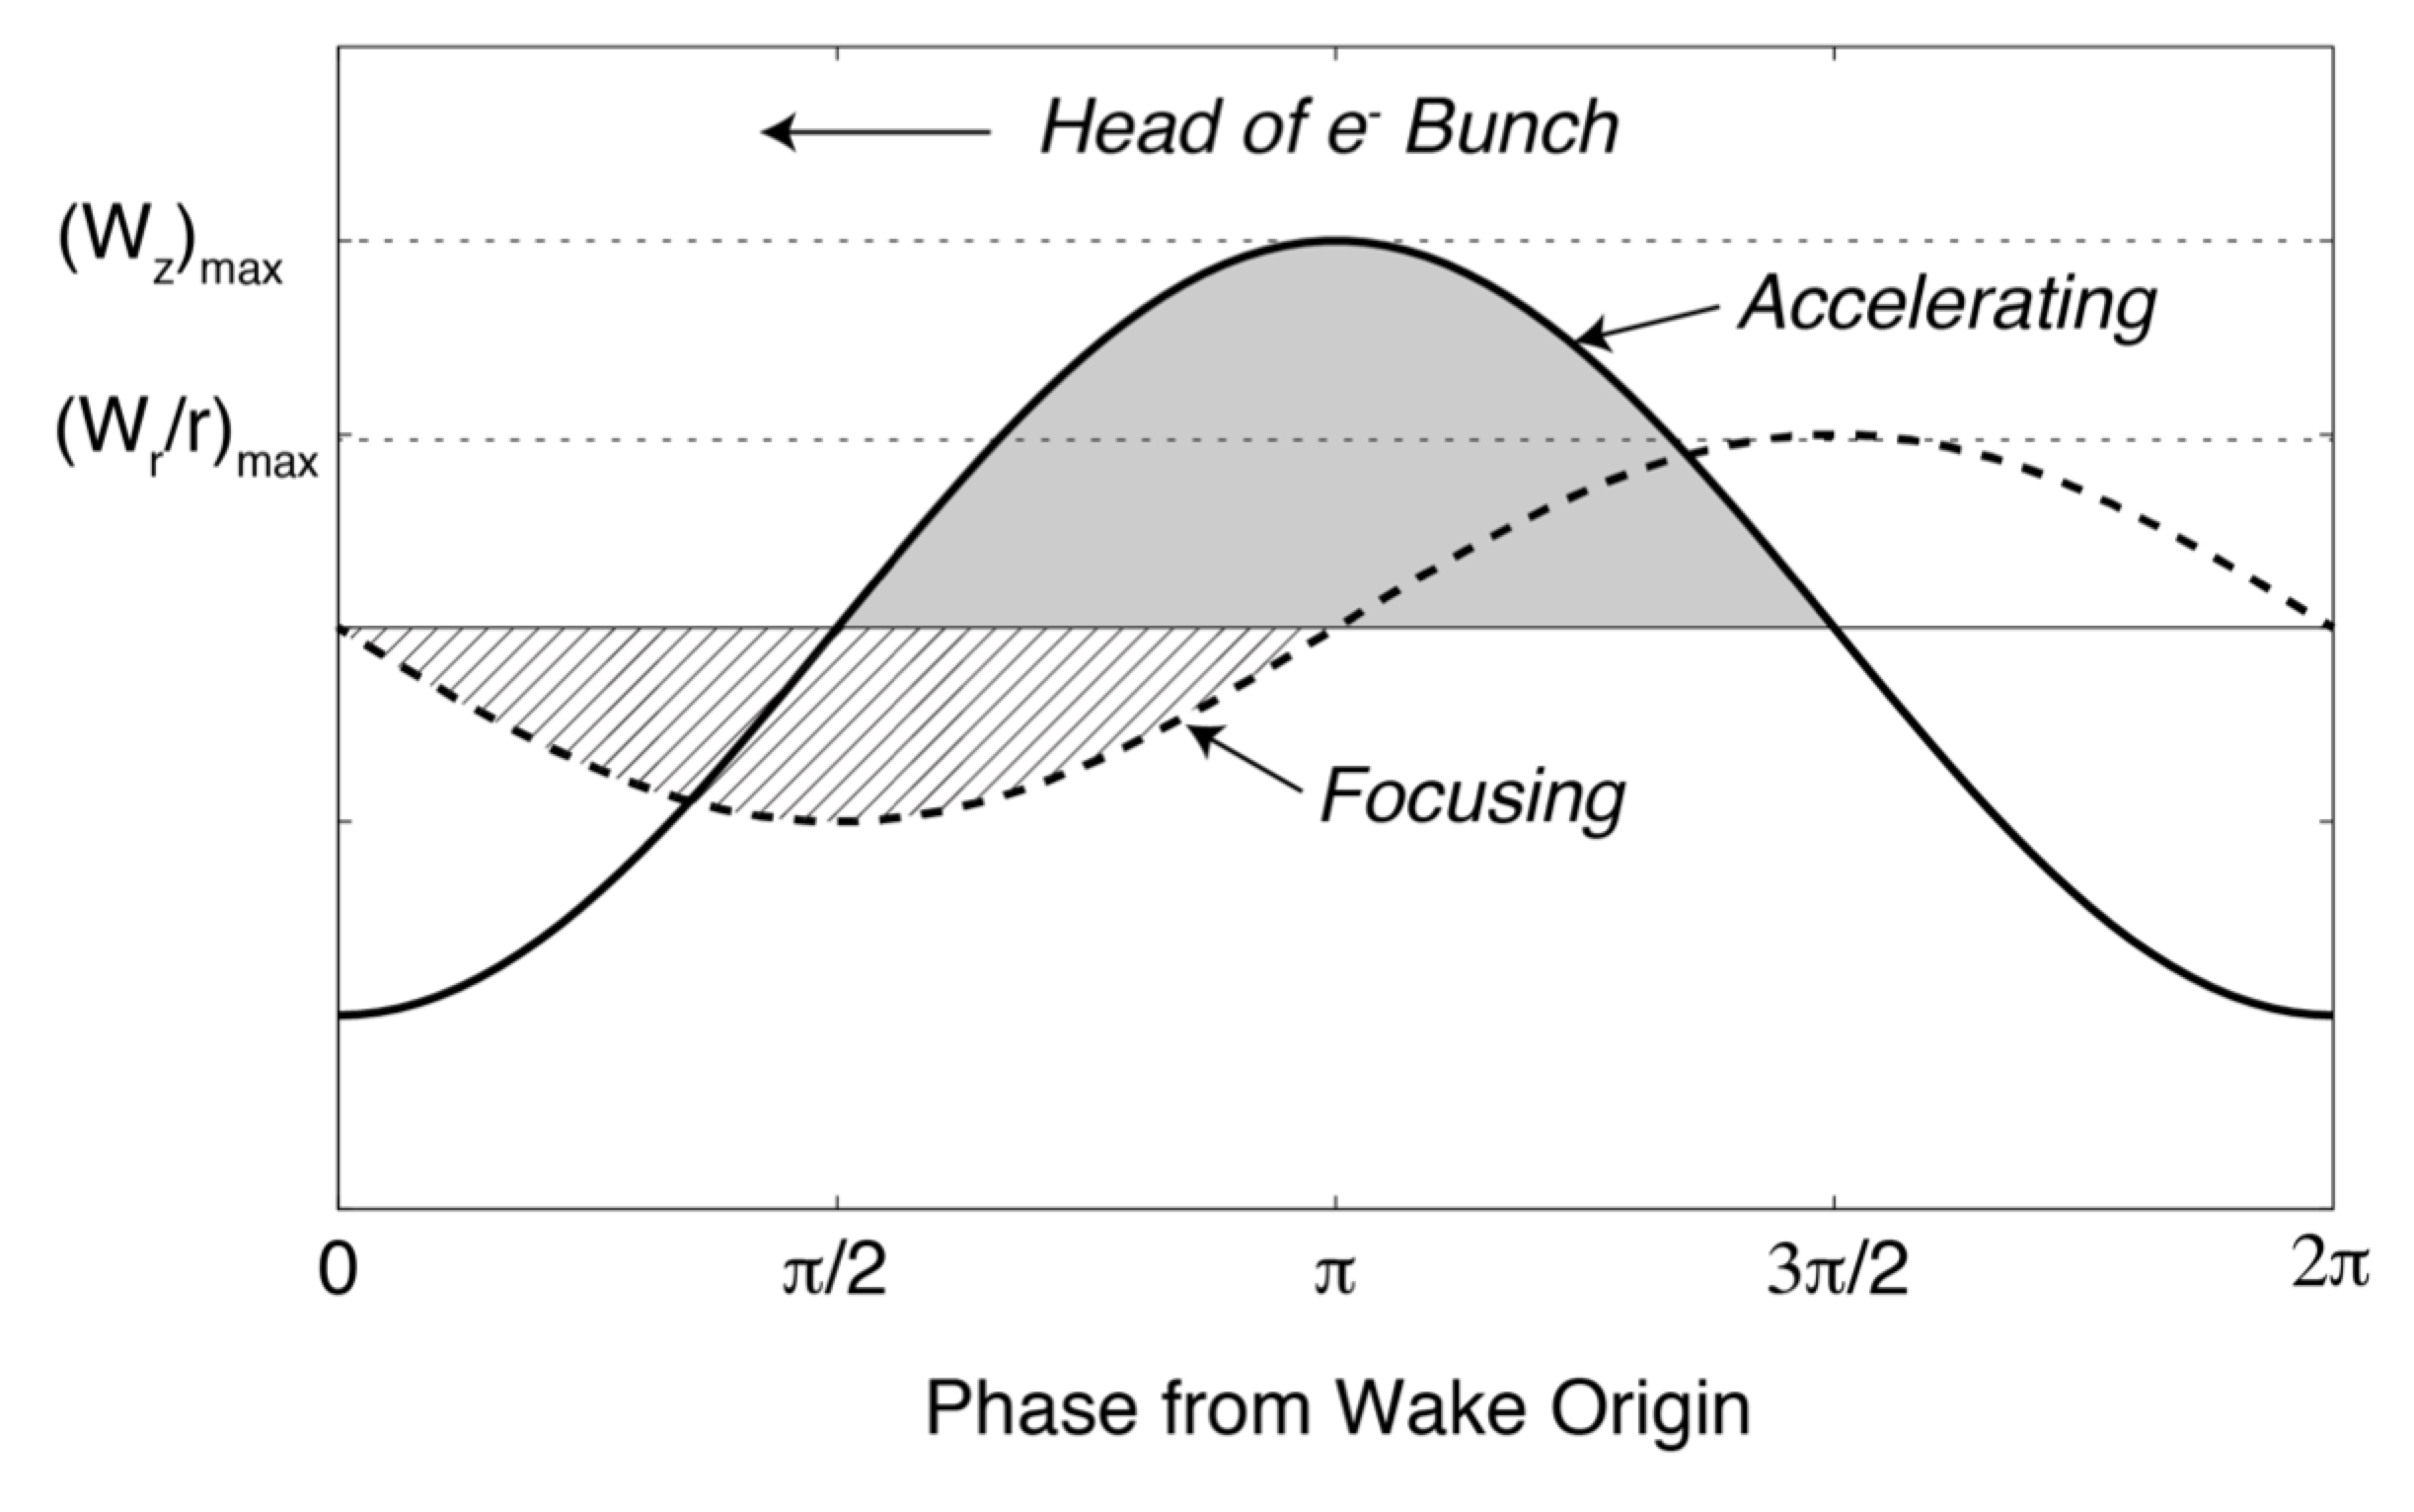 Head of e⁻ Bunch
(W_z)_max
Accelerating
(W_r/r)_max
Focusing
0 π/2 π 3π/2 2π
Phase from Wake Origin